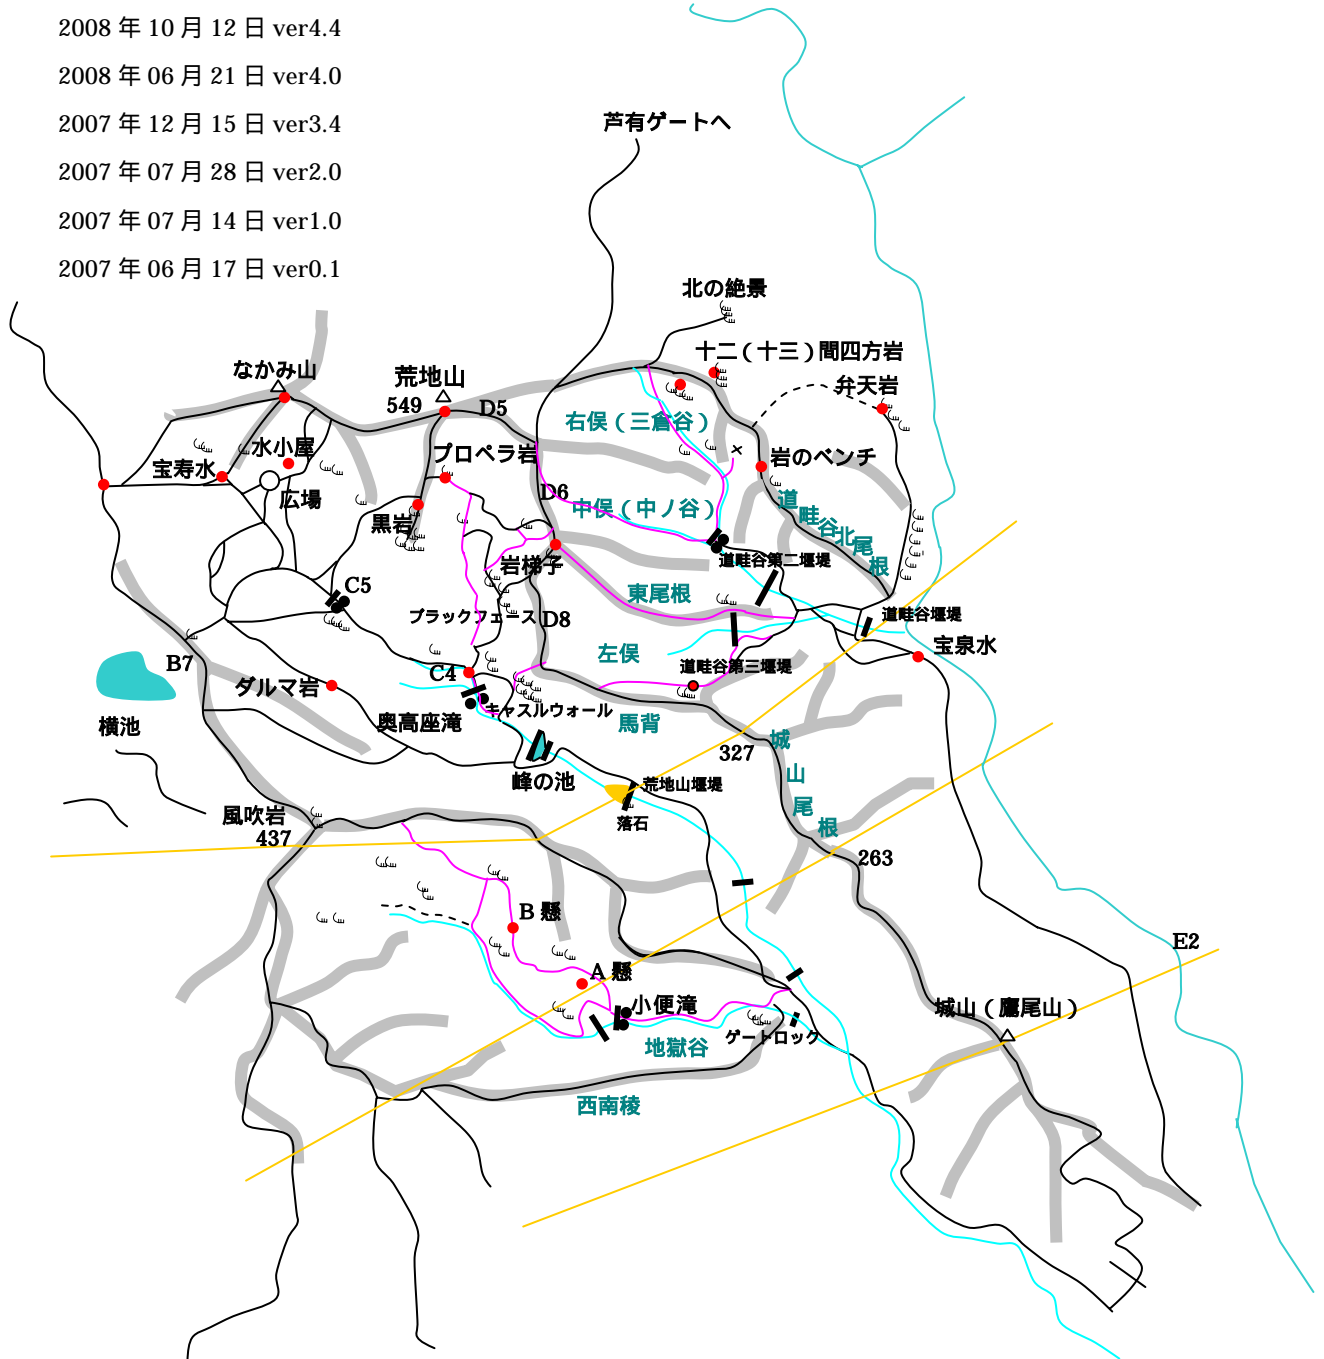 2008 年 10 月 12 日 ver4.4
2008 年 06 月 21 日 ver4.0
2007 年 12 月 15 日 ver3.4
2007 年 07 月 28 日 ver2.0
2007 年 07 月 14 日 ver1.0
2007 年 06 月 17 日 ver0.1
芦有ゲートへ
北の絶景
十二（十三）間四方岩
弁天岩
なかみ山
荒地山
549
D5
右俣（三倉谷）
水小屋
宝寿水
プロペラ岩
岩のベンチ
広場
D6
黒岩
中俣（中ノ谷）
道畦谷北尾根
岩梯子
道畦谷第二堰堤
C5
東尾根
ブラックフェース
D8
道畦谷堰堤
宝泉水
左俣
B7
C4
道畦谷第三堰堤
ダルマ岩
キャスルウォール
奥高座滝
横池
馬背
327
城山尾根
峰の池
荒地山堰堤
落石
風吹岩
437
263
B 懸
E2
A 懸
小便滝
城山（鷹尾山）
ゲートロック
地獄谷
西南稜